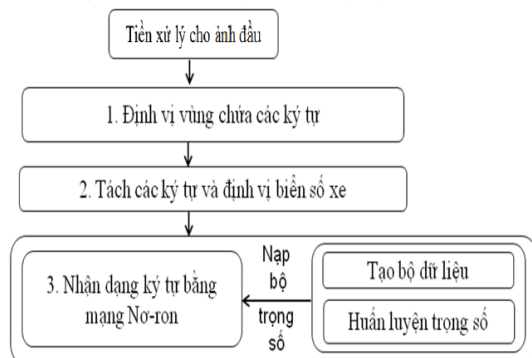 Tiền xử lý cho ảnh đầu
1. Định vị vùng chứa các ký tự
2. Tách các ký tự và định vị biển số xe
3. Nhận dạng ký tự bằng
mạng Nơ-ron
Nạp
bộ
trọng
số
Tạo bộ dữ liệu
Huấn luyện trọng số